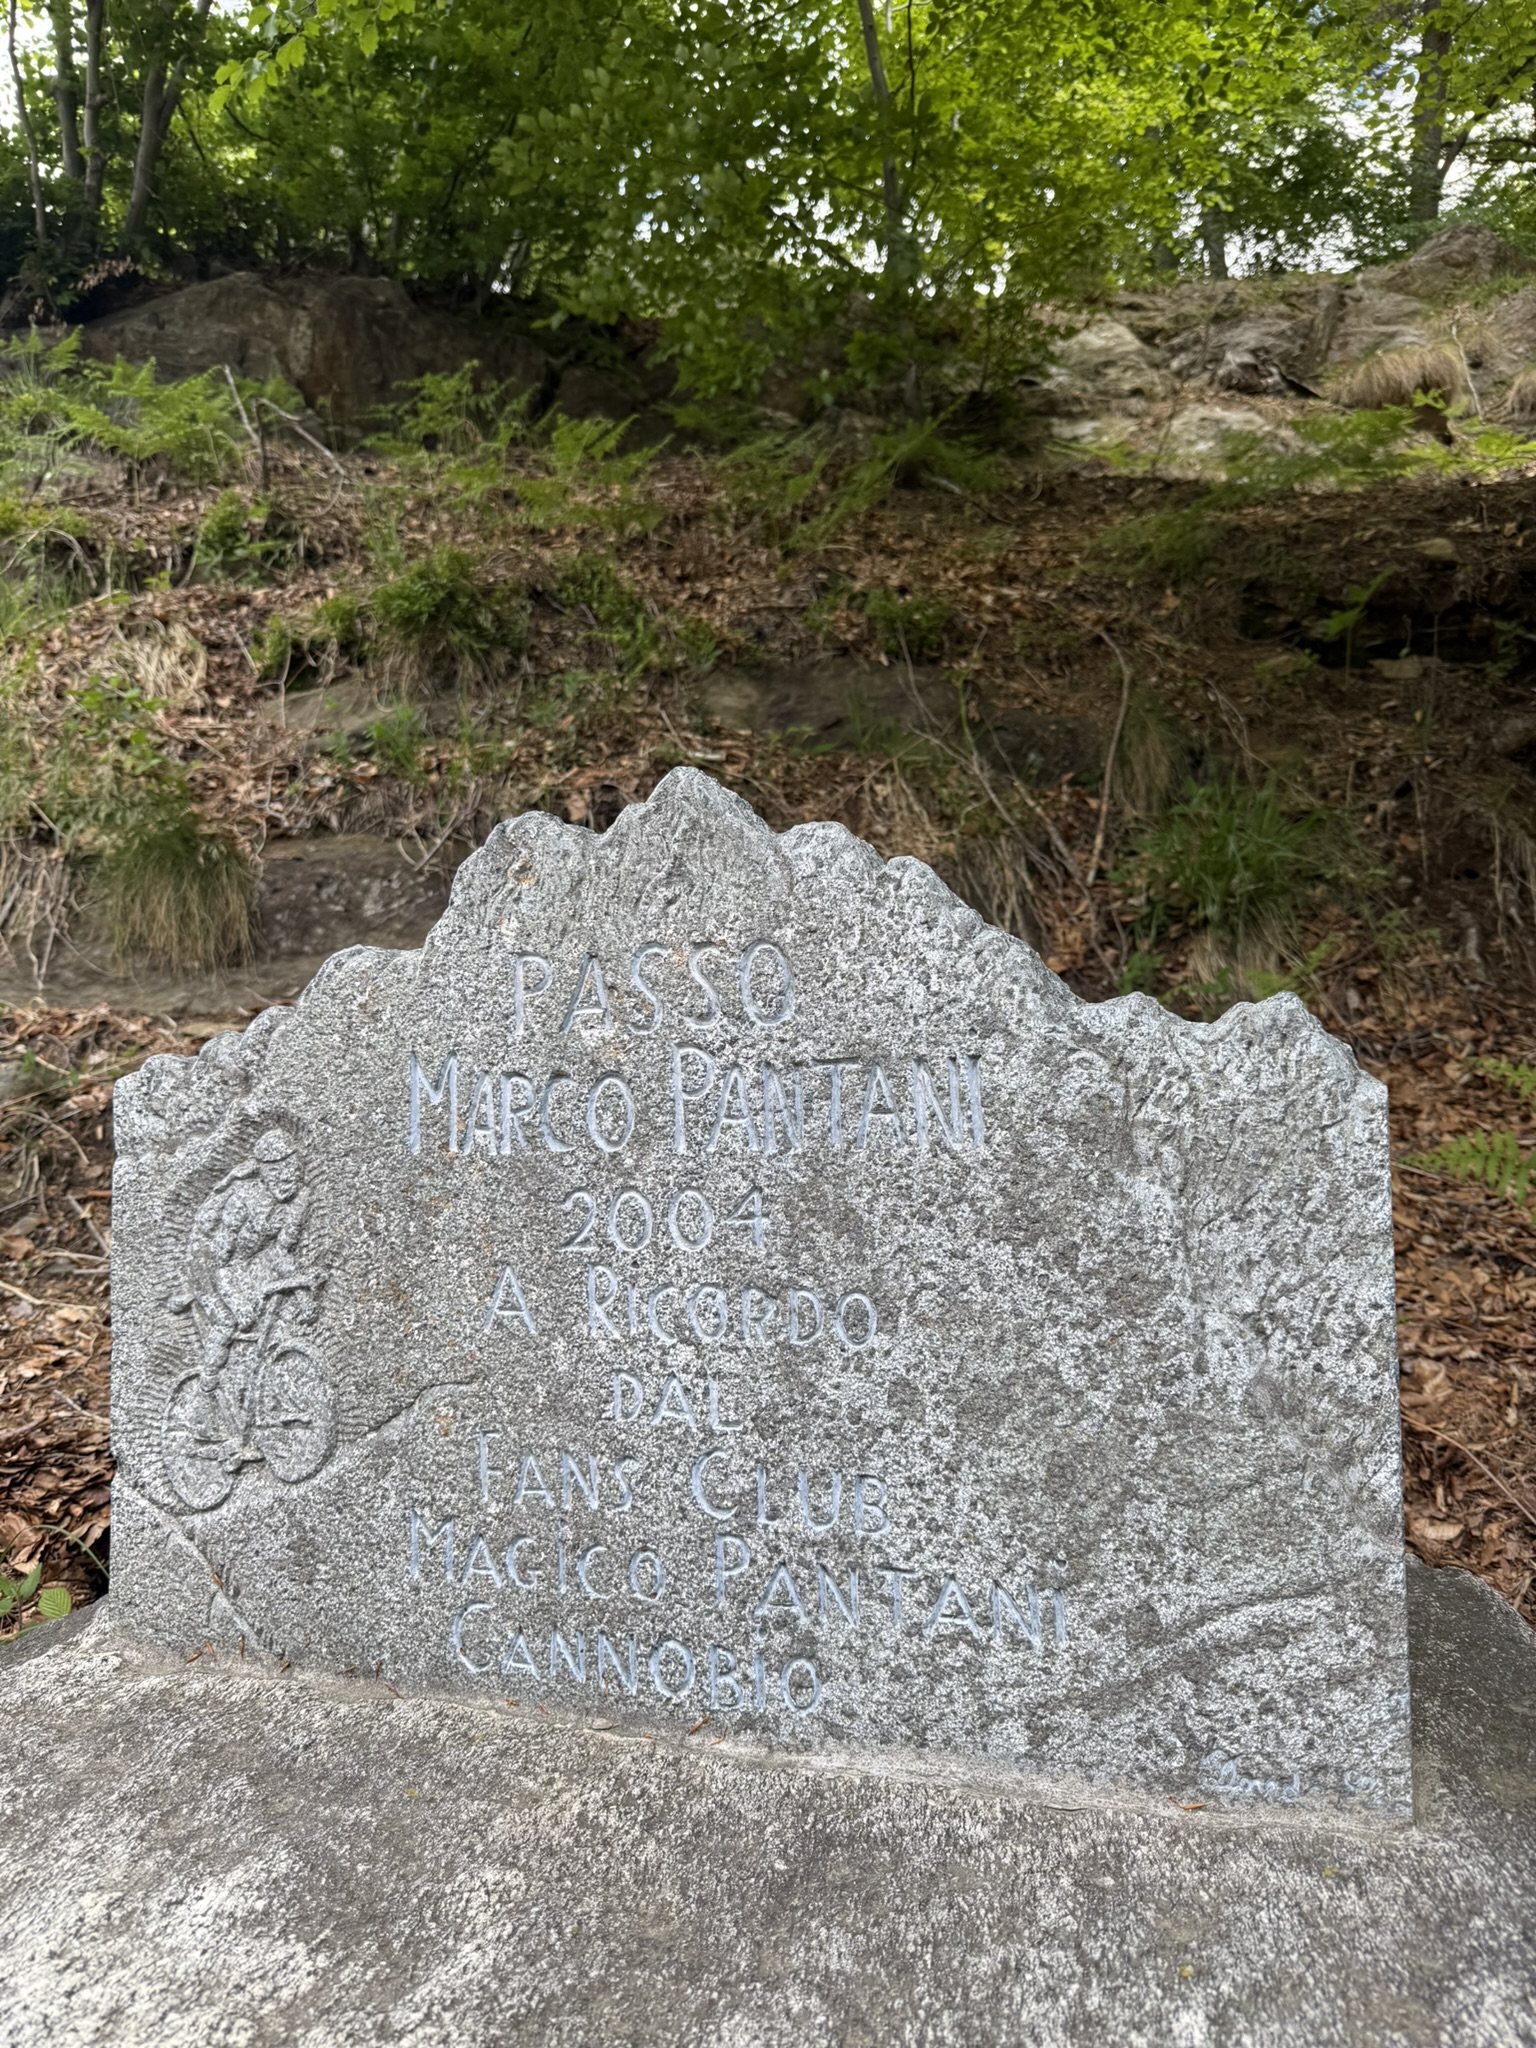 PASSO
MARCO PANTANI
2004
A RICORDO
DAL
FANS CLUB
MAGiCO PANTANi
CANNOBiO